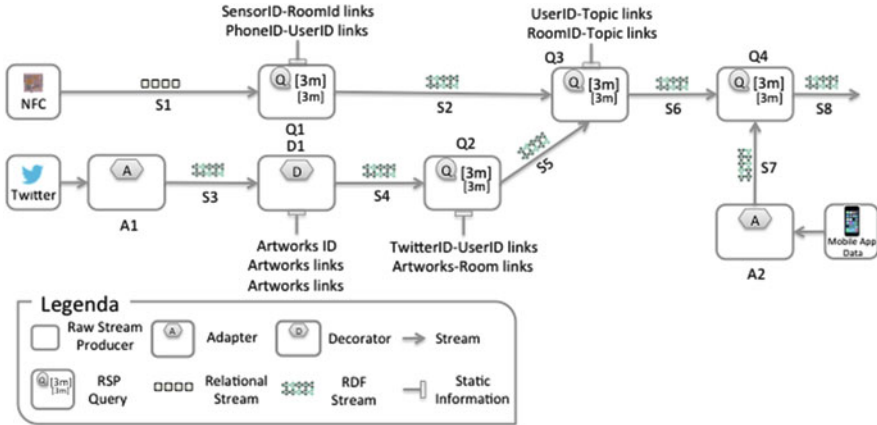 SensorID-RoomId links
PhoneID-UserID links
UserID-Topic links
RoomID-Topic links
Q3
Q4
NFC
S1
Q [3m]
[3m]
S2
Q [3m]
[3m]
S6
Q [3m]
[3m]
S8
Q1
D1
Q2
Twitter
A
A1
S3
D
S4
Q [3m]
[3m]
S5
S7
A
A2
Mobile App
Data
Artworks ID
Artworks links
Artworks links
TwitterID-UserID links
Artworks-Room links
Legenda
Raw Stream
Producer
A
Adapter
D
Decorator
Stream
Q [3m]
[3m]
RSP
Query
Relational
Stream
RDF
Stream
Static
Information